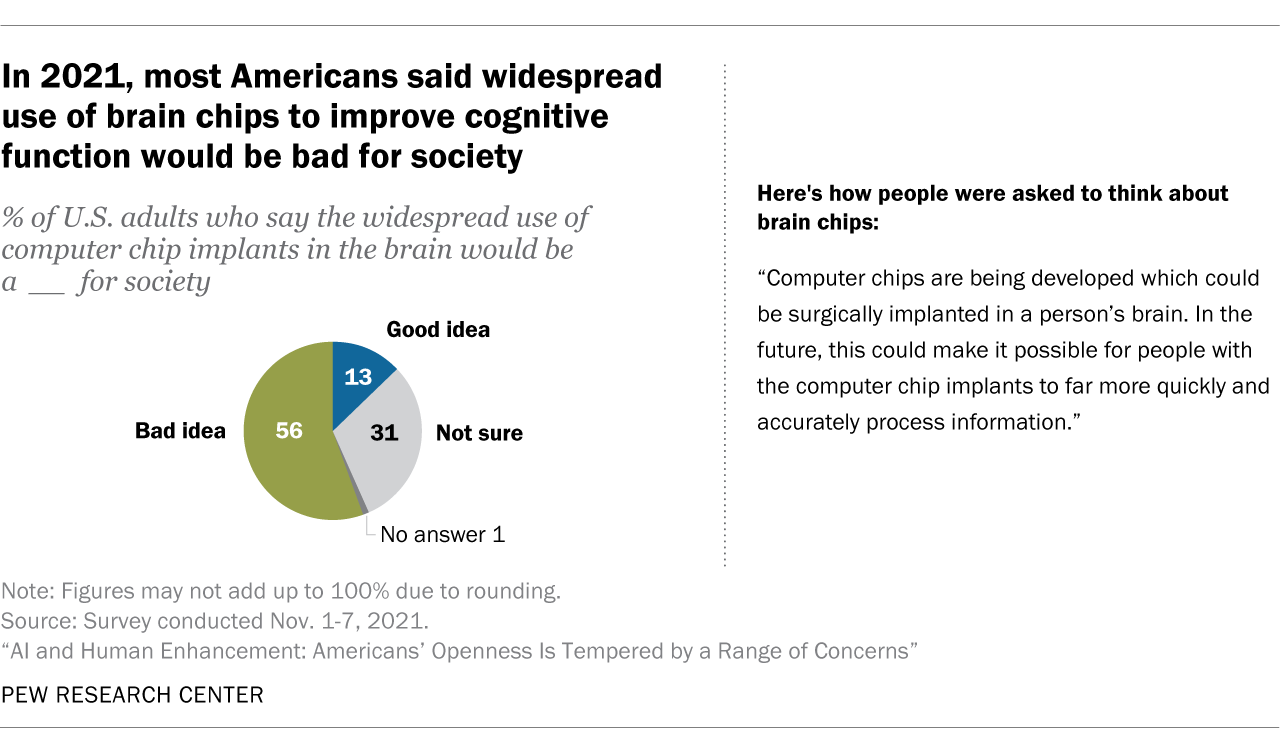 In 2021, most Americans said widespread
use of brain chips to improve cognitive
function would be bad for society
% of U.S. adults who say the widespread use of
computer chip implants in the brain would be
a __ for society
Good idea
13
Bad idea
56
31
Not sure
No answer 1
Here's how people were asked to think about
brain chips:
“Computer chips are being developed which could
be surgically implanted in a person’s brain. In the
future, this could make it possible for people with
the computer chip implants to far more quickly and
accurately process information.”
Note: Figures may not add up to 100% due to rounding.
Source: Survey conducted Nov. 1-7, 2021.
“AI and Human Enhancement: Americans’ Openness Is Tempered by a Range of Concerns”
PEW RESEARCH CENTER